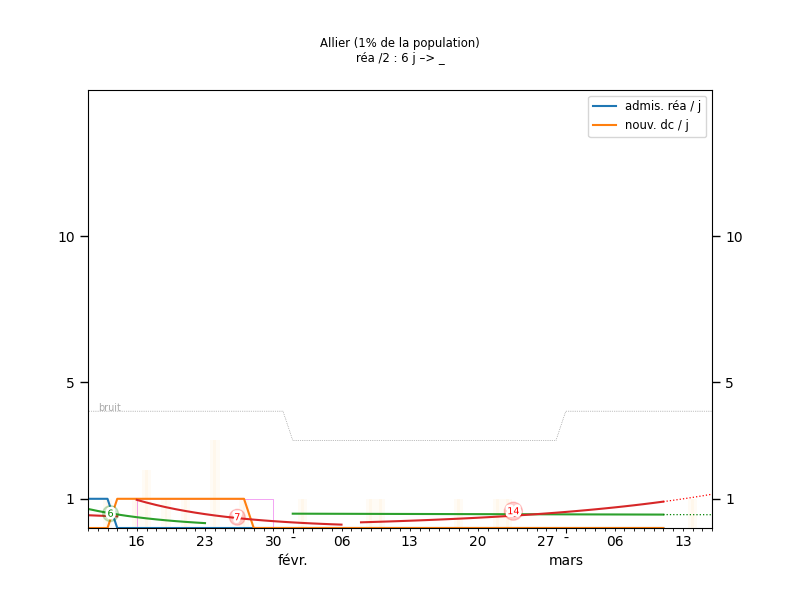 Allier (1% de la population)
réa /2 : 6 j –> _
admis. réa / j
nouv. dc / j
10
10
5
5
bruit
1
1
6
7
14
16
23
30
-
06
13
20
27
-
06
13
févr.
mars